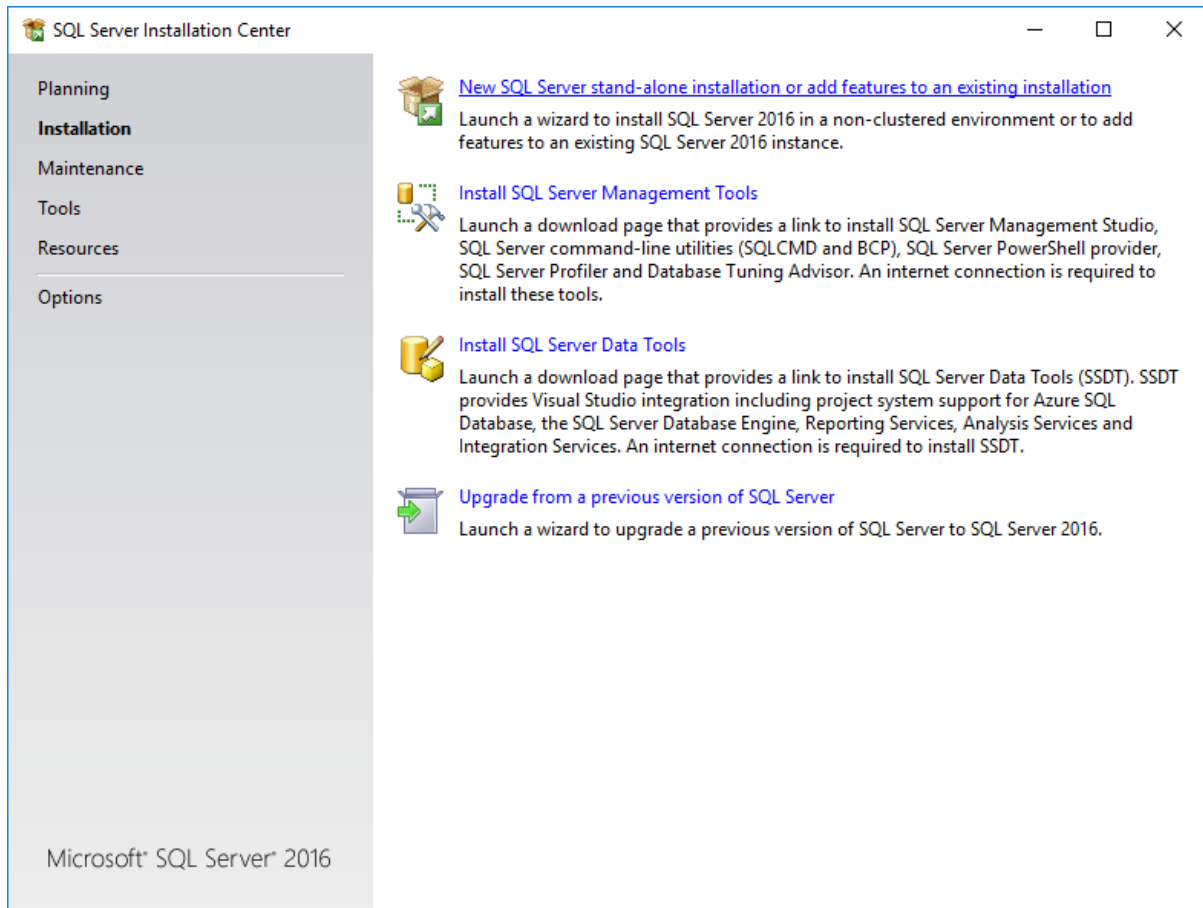 SQL Server Installation Center
Planning
Installation
Maintenance
Tools
Resources
Options
New SQL Server stand-alone installation or add features to an existing installation
Launch a wizard to install SQL Server 2016 in a non-clustered environment or to add
features to an existing SQL Server 2016 instance.
Install SQL Server Management Tools
Launch a download page that provides a link to install SQL Server Management Studio,
SQL Server command-line utilities (SQLCMD and BCP), SQL Server PowerShell provider,
SQL Server Profiler and Database Tuning Advisor. An internet connection is required to
install these tools.
Install SQL Server Data Tools
Launch a download page that provides a link to install SQL Server Data Tools (SSDT). SSDT
provides Visual Studio integration including project system support for Azure SQL
Database, the SQL Server Database Engine, Reporting Services, Analysis Services and
Integration Services. An internet connection is required to install SSDT.
Upgrade from a previous version of SQL Server
Launch a wizard to upgrade a previous version of SQL Server to SQL Server 2016.
Microsoft® SQL Server® 2016